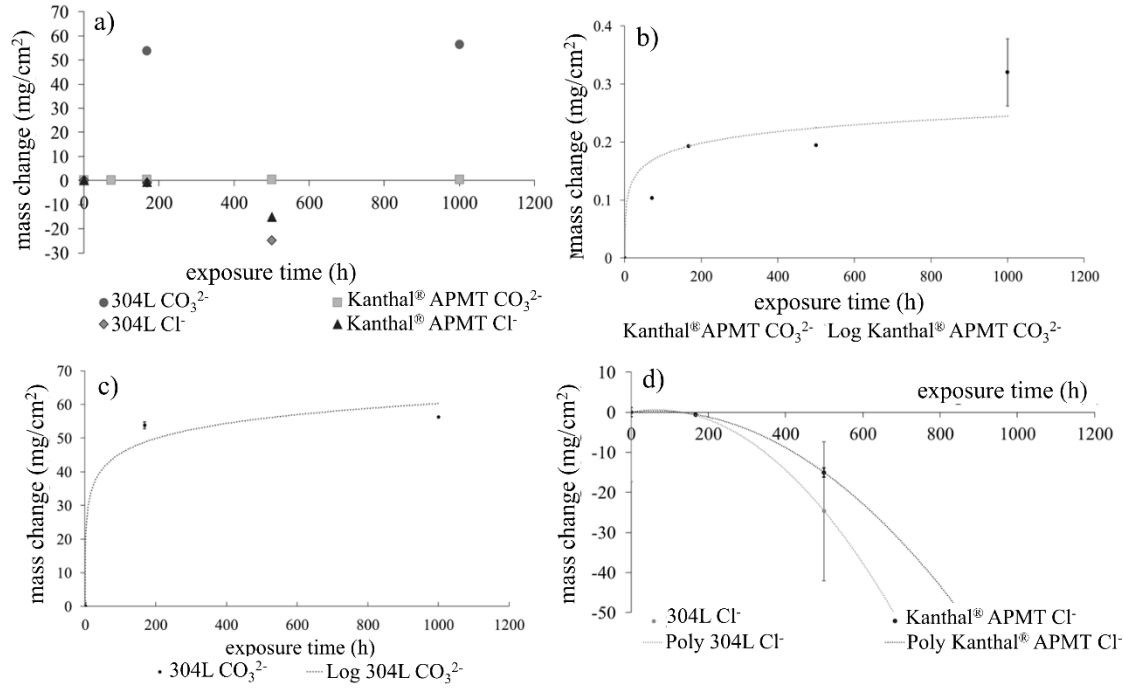 a)
mass change (mg/cm²)
70
60
50
40
30
20
10
0
-10
-20
-30
0 200 400 600 800 1000 1200
exposure time (h)
304L CO₃²⁻ Kanthal® APMT CO₃²⁻
304L Cl⁻ Kanthal® APMT Cl⁻
b)
mass change (mg/cm²)
0.4
0.3
0.2
0.1
0
0 200 400 600 800 1000 1200
exposure time (h)
Kanthal® APMT CO₃²⁻ Log Kanthal® APMT CO₃²⁻
c)
mass change (mg/cm²)
70
60
50
40
30
20
10
0
0 200 400 600 800 1000 1200
exposure time (h)
304L CO₃²⁻ Log 304L CO₃²⁻
d)
mass change (mg/cm²)
exposure time (h)
10
0
-10
-20
-30
-40
-50
0 200 400 600 800 1000 1200
304L Cl⁻ Kanthal® APMT Cl⁻
Poly 304L Cl⁻ Poly Kanthal® APMT Cl⁻